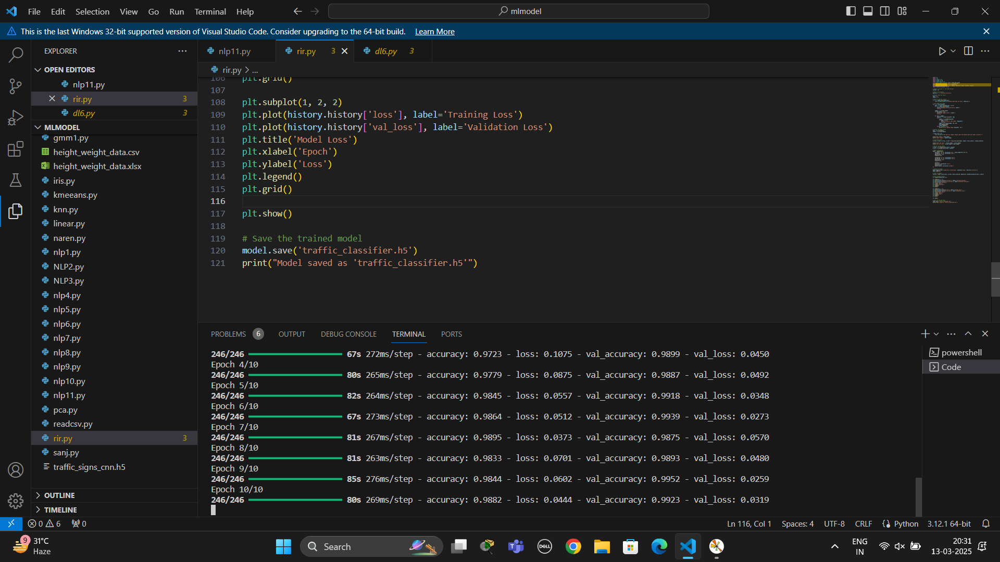 File Edit Selection View Go Run Terminal Help
mlmodel
This is the last Windows 32-bit supported version of Visual Studio Code. Consider upgrading to the 64-bit build. Learn More
EXPLORER
OPEN EDITORS
nlp11.py
rir.py 3
dl6.py 3
MLMODEL
gmm1.py
height_weight_data.csv
height_weight_data.xlsx
iris.py
kmeeans.py
knn.py
linear.py
naren.py
nlp1.py
NLP2.py
NLP3.py
nlp4.py
nlp5.py
nlp6.py
nlp7.py
nlp8.py
nlp9.py
nlp10.py
nlp11.py
pca.py
readcsv.py
rir.py 3
sanj.py
traffic_signs_cnn.h5
OUTLINE
TIMELINE
nlp11.py rir.py 3 dl6.py 3
rir.py > ...
106 plt.grid()
107
108 plt.subplot(1, 2, 2)
109 plt.plot(history.history['loss'], label='Training Loss')
110 plt.plot(history.history['val_loss'], label='Validation Loss')
111 plt.title('Model Loss')
112 plt.xlabel('Epoch')
113 plt.ylabel('Loss')
114 plt.legend()
115 plt.grid()
116
117 plt.show()
118
119 # Save the trained model
120 model.save('traffic_classifier.h5')
121 print("Model saved as 'traffic_classifier.h5'")
PROBLEMS 6 OUTPUT DEBUG CONSOLE TERMINAL PORTS
powershell
Code
246/246 67s 272ms/step - accuracy: 0.9723 - loss: 0.1075 - val_accuracy: 0.9899 - val_loss: 0.0450
Epoch 4/10
246/246 80s 265ms/step - accuracy: 0.9779 - loss: 0.0875 - val_accuracy: 0.9887 - val_loss: 0.0492
Epoch 5/10
246/246 82s 264ms/step - accuracy: 0.9845 - loss: 0.0557 - val_accuracy: 0.9918 - val_loss: 0.0348
Epoch 6/10
246/246 67s 273ms/step - accuracy: 0.9864 - loss: 0.0512 - val_accuracy: 0.9939 - val_loss: 0.0273
Epoch 7/10
246/246 81s 267ms/step - accuracy: 0.9895 - loss: 0.0373 - val_accuracy: 0.9875 - val_loss: 0.0570
Epoch 8/10
246/246 81s 263ms/step - accuracy: 0.9833 - loss: 0.0701 - val_accuracy: 0.9893 - val_loss: 0.0480
Epoch 9/10
246/246 85s 276ms/step - accuracy: 0.9844 - loss: 0.0602 - val_accuracy: 0.9952 - val_loss: 0.0259
Epoch 10/10
246/246 80s 269ms/step - accuracy: 0.9882 - loss: 0.0444 - val_accuracy: 0.9923 - val_loss: 0.0319
0 6 0
Ln 116, Col 1 Spaces: 4 UTF-8 CRLF Python 3.12.1 64-bit
9
31°C
Haze
Search
DELL
ENG
IN
20:31
13-03-2025